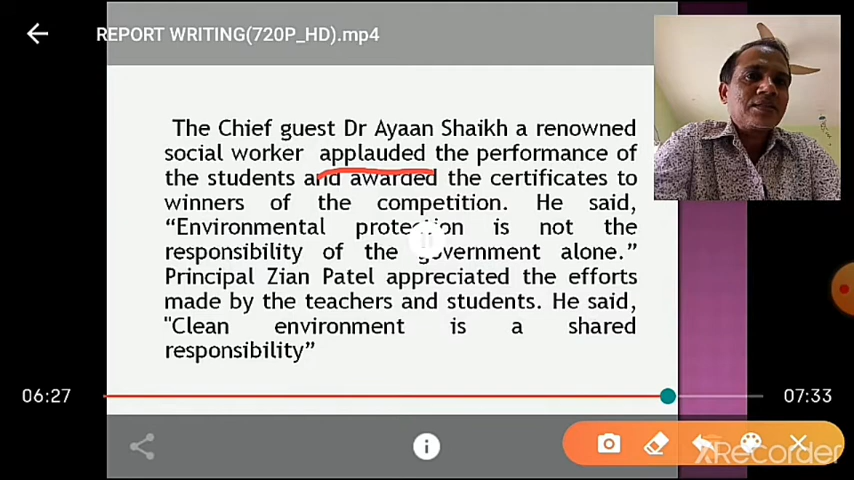 REPORT WRITING(720P_HD).mp4
The Chief guest Dr Ayaan Shaikh a renowned
social worker applauded the performance of
the students and awarded the certificates to
winners of the competition. He said,
“Environmental protection is not the
responsibility of the government alone.”
Principal Zian Patel appreciated the efforts
made by the teachers and students. He said,
"Clean environment is a shared
responsibility”
06:27
07:33
XRecorder